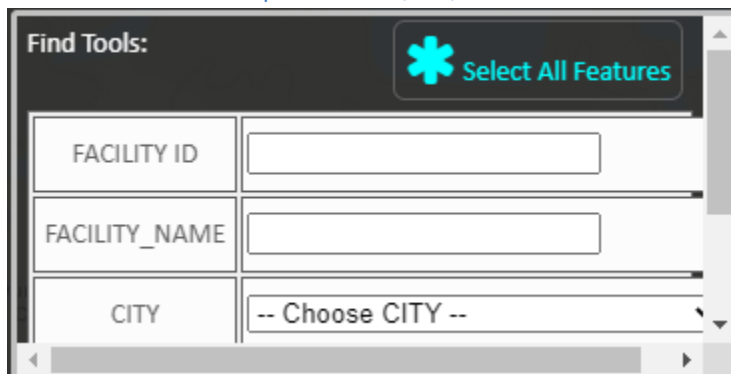 Find Tools:
Select All Features
FACILITY ID
FACILITY_NAME
CITY
-- Choose CITY --